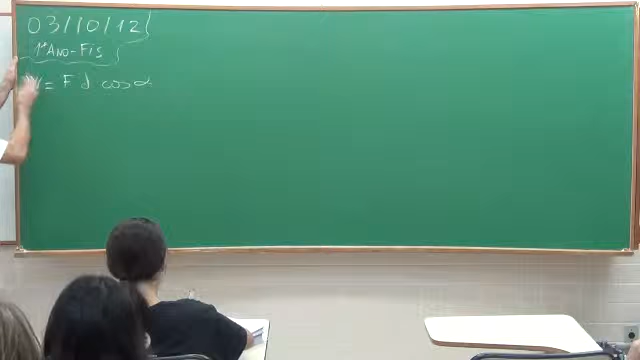 03/10/12
1º ANO - FÍS
W = F d cos α